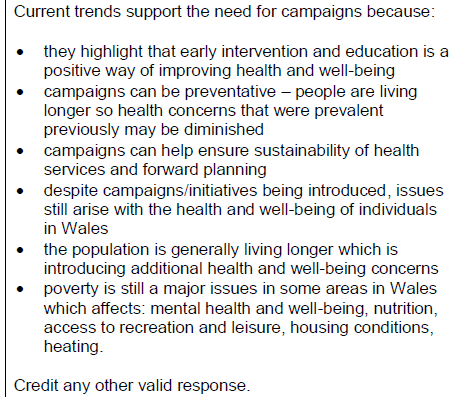 Current trends support the need for campaigns because:
• they highlight that early intervention and education is a
positive way of improving health and well-being
• campaigns can be preventative – people are living
longer so health concerns that were prevalent
previously may be diminished
• campaigns can help ensure sustainability of health
services and forward planning
• despite campaigns/initiatives being introduced, issues
still arise with the health and well-being of individuals
in Wales
• the population is generally living longer which is
introducing additional health and well-being concerns
• poverty is still a major issues in some areas in Wales
which affects: mental health and well-being, nutrition,
access to recreation and leisure, housing conditions,
heating.
Credit any other valid response.